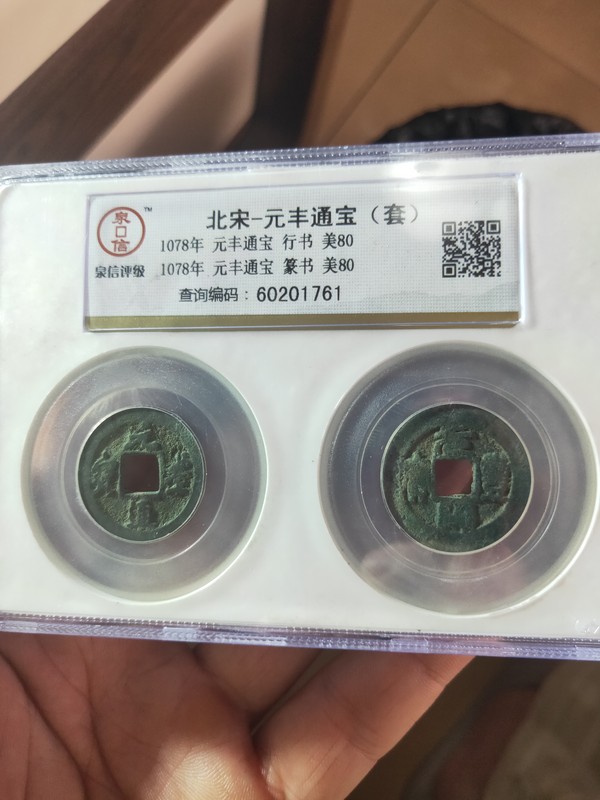 泉信
TM
泉信评级
北宋-元丰通宝（套）
1078年 元丰通宝 行书 美80
1078年 元丰通宝 篆书 美80
查询编码：60201761